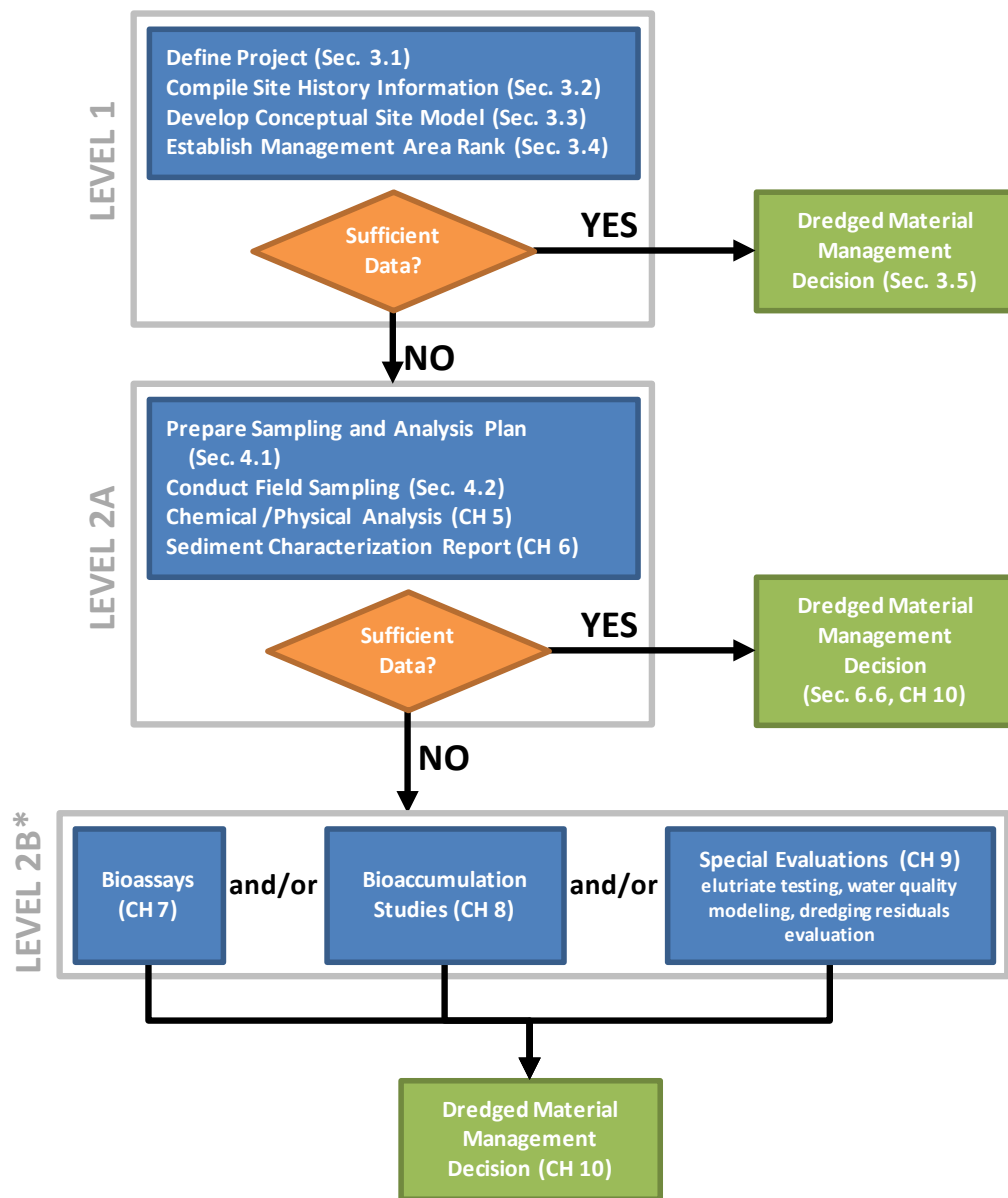 LEVEL 1
Define Project (Sec. 3.1)
Compile Site History Information (Sec. 3.2)
Develop Conceptual Site Model (Sec. 3.3)
Establish Management Area Rank (Sec. 3.4)
Sufficient
Data?
YES
Dredged Material
Management
Decision (Sec. 3.5)
NO
LEVEL 2A
Prepare Sampling and Analysis Plan
(Sec. 4.1)
Conduct Field Sampling (Sec. 4.2)
Chemical /Physical Analysis (CH 5)
Sediment Characterization Report (CH 6)
Sufficient
Data?
YES
Dredged Material
Management
Decision
(Sec. 6.6, CH 10)
NO
LEVEL 2B*
Bioassays
(CH 7)
and/or
Bioaccumulation
Studies (CH 8)
and/or
Special Evaluations (CH 9)
elutriate testing, water quality
modeling, dredging residuals
evaluation
Dredged Material
Management
Decision (CH 10)